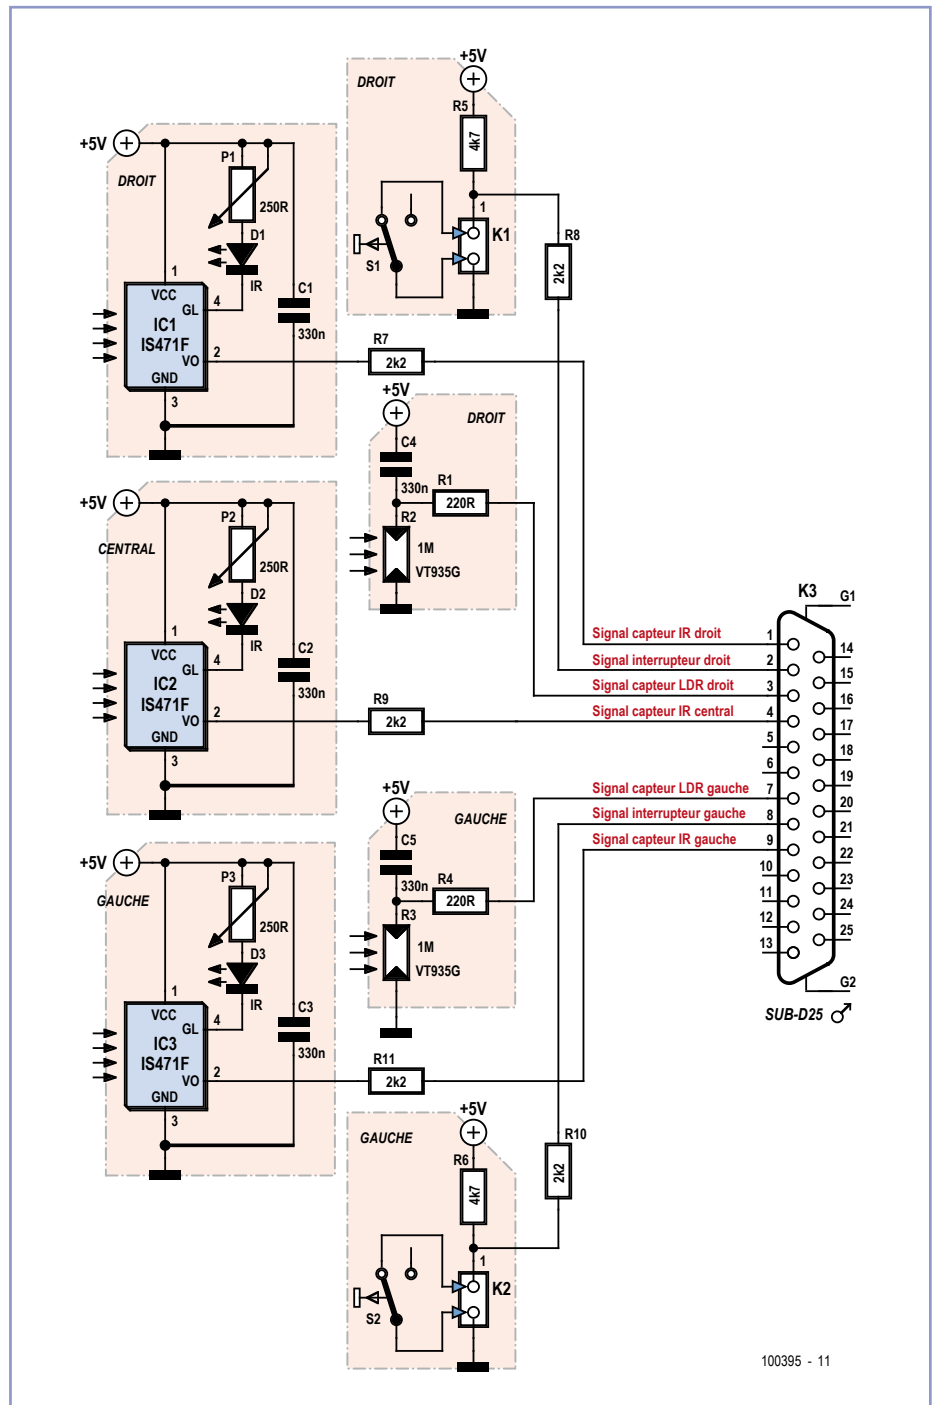 +5V
DROIT
R5
4k7
1
K1
S1
R8
2k2
+5V
DROIT
P1
250R
D1
IR
1
VCC
GL
4
IC1
IS471F
VO
2
GND
3
C1
330n
R7
2k2
+5V
DROIT
C4
330n
R1
220R
R2
1M
VT935G
+5V
CENTRAL
P2
250R
D2
IR
1
VCC
GL
4
IC2
IS471F
VO
2
GND
3
C2
330n
R9
2k2
K3
G1
Signal capteur IR droit
1
Signal interrupteur droit
2
Signal capteur LDR droit
3
Signal capteur IR central
4
5
6
Signal capteur LDR gauche
7
Signal interrupteur gauche
8
Signal capteur IR gauche
9
10
11
12
13
14
15
16
17
18
19
20
21
22
23
24
25
G2
SUB-D25
+5V
GAUCHE
C5
330n
R4
220R
R3
1M
VT935G
+5V
GAUCHE
P3
250R
D3
IR
1
VCC
GL
4
IC3
IS471F
VO
2
GND
3
C3
330n
R11
2k2
+5V
GAUCHE
R6
4k7
1
K2
S2
R10
2k2
100395 - 11